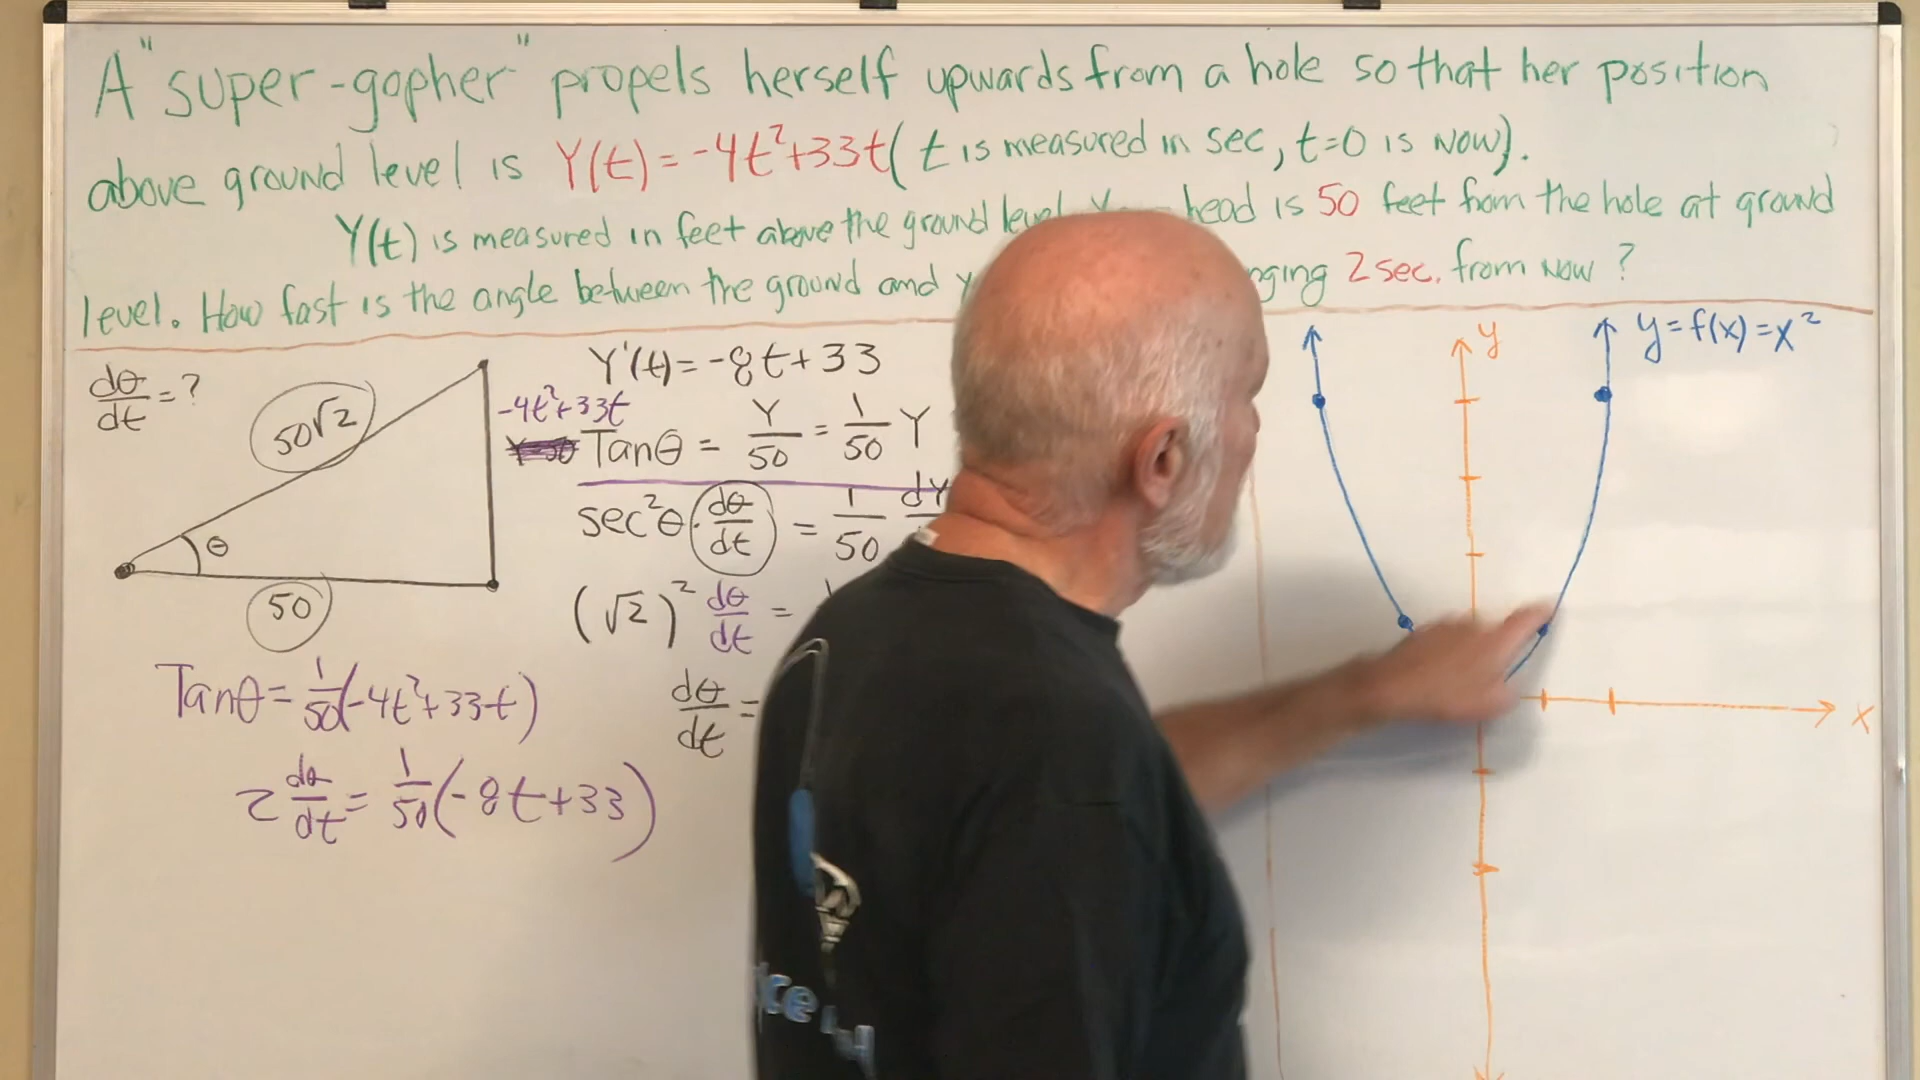 A "super-gopher" propels herself upwards from a hole so that her position
above ground level is Y(t) = -4t²+33t (t is measured in sec, t=0 is now).
Y(t) is measured in feet above the ground level. head is 50 feet from the hole at ground
level. How fast is the angle between the ground and nging 2 sec. from now?
dθ/dt = ?
50√2
θ
50
-4t²+33t
Y'(t) = -8t+33
Tanθ = Y/50 = 1/50 Y
sec²θ · dθ/dt = 1/50 dY
(√2)² dθ/dt =
dθ/dt =
Tanθ = 1/50(-4t²+33t)
2 dθ/dt = 1/50(-8t+33)
y
y = f(x) = x²
x